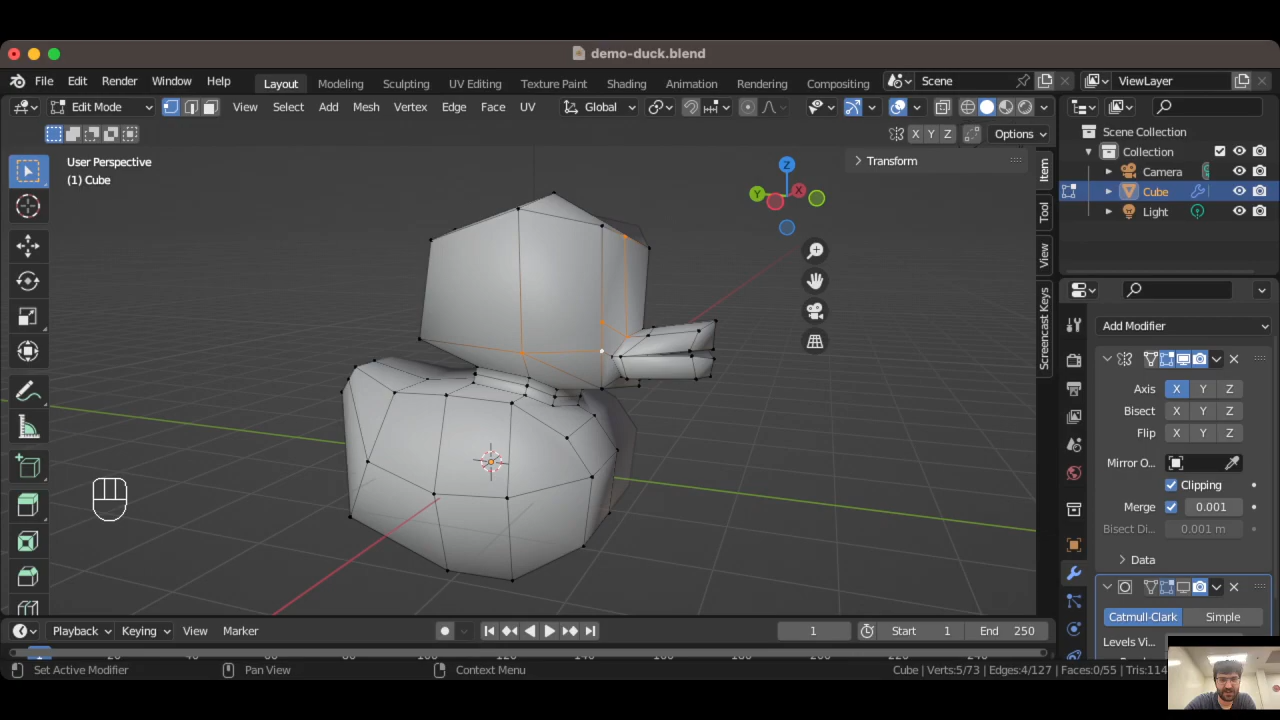 demo-duck.blend
File Edit Render Window Help Layout Modeling Sculpting UV Editing Texture Paint Shading Animation Rendering Compositing Scene ViewLayer
Edit Mode View Select Add Mesh Vertex Edge Face UV Global
X Y Z Options
User Perspective
(1) Cube
Transform
Z
Y
X
Item
Tool
View
Screencast Keys
Scene Collection
Collection
Camera
Cube
Light
Add Modifier
Axis X Y Z
Bisect X Y Z
Flip X Y Z
Mirror O...
Clipping
Merge 0.001
Bisect Di... 0.001 m
Data
Catmull-Clark Simple
Levels Vi...
Playback Keying View Marker 1 Start 1 End 250
Set Active Modifier Pan View Context Menu Cube | Verts:5/73 | Edges:4/127 | Faces:0/55 | Tris:114